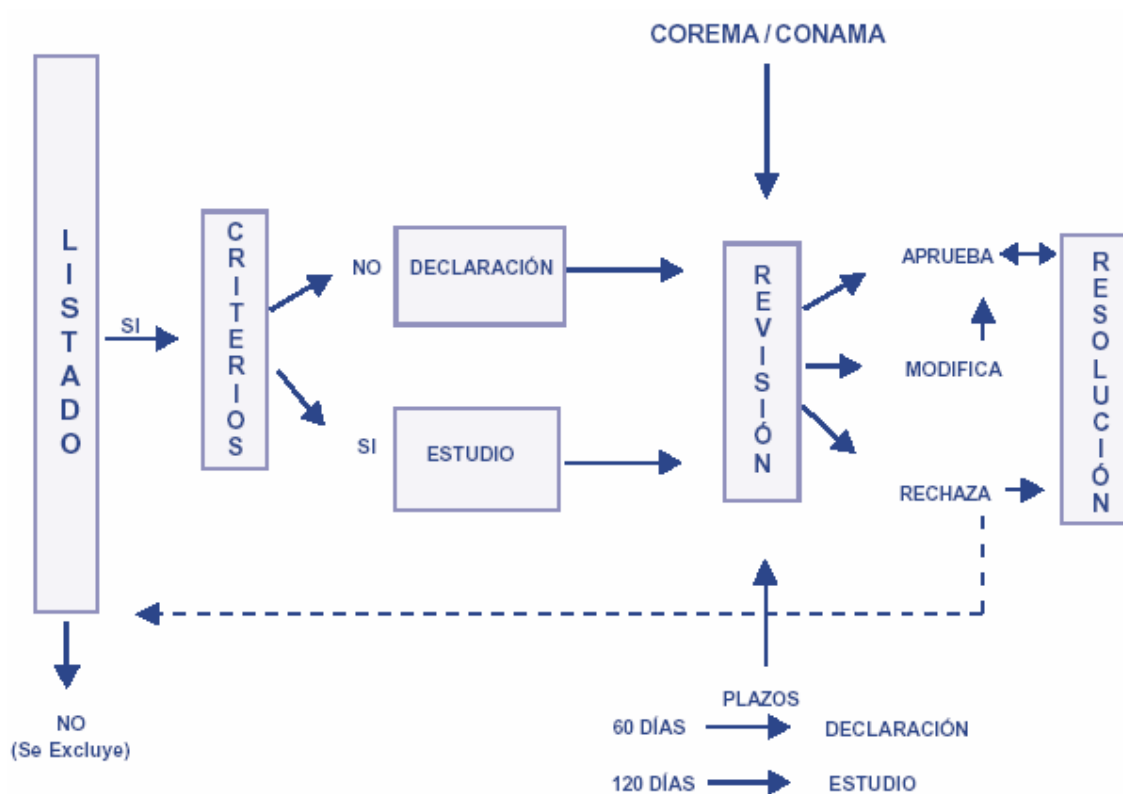 COREMA / CONAMA
LISTADO
SI
CRITERIOS
NO
DECLARACIÓN
SI
ESTUDIO
REVISIÓN
APRUEBA
MODIFICA
RECHAZA
RESOLUCIÓN
NO
(Se Excluye)
PLAZOS
60 DÍAS
DECLARACIÓN
120 DÍAS
ESTUDIO